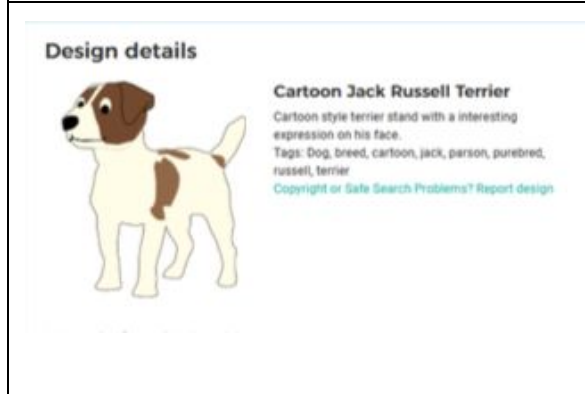 Design details
Cartoon Jack Russell Terrier
Cartoon style terrier stand with a interesting
expression on his face.
Tags: Dog, breed, cartoon, jack, parson, purebred,
russell, terrier
Copyright or Safe Search Problems? Report design